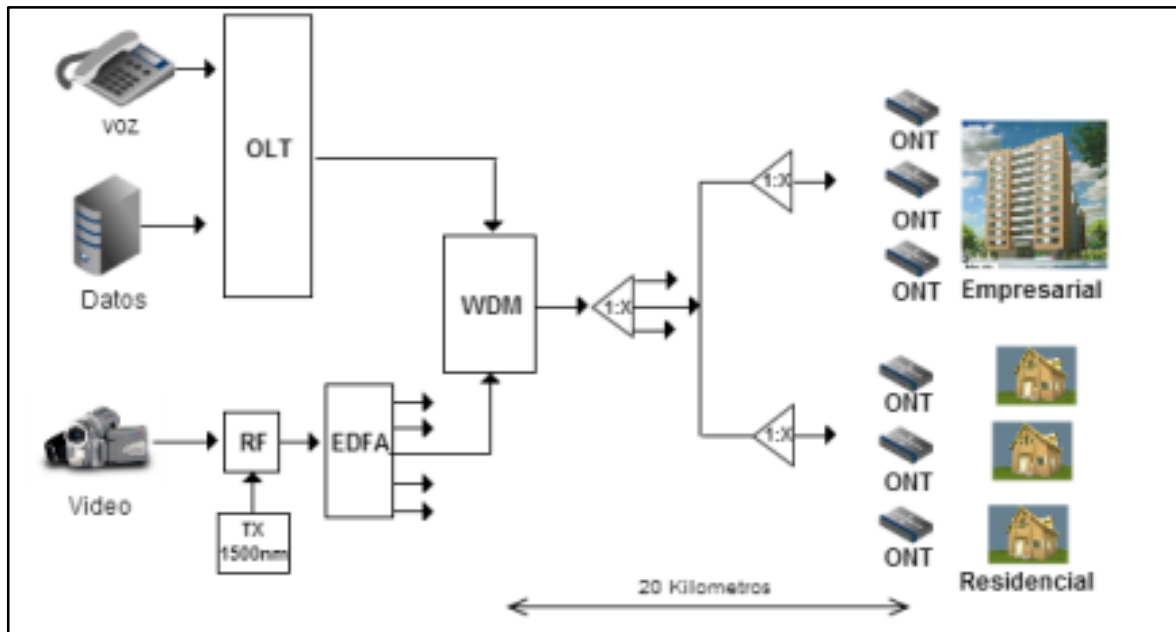 voz
Datos
OLT
Video
RF
TX
1500nm
EDFA
WDM
1:X
1:X
1:X
ONT
ONT
ONT
Empresarial
ONT
ONT
ONT
Residencial
20 Kilometros